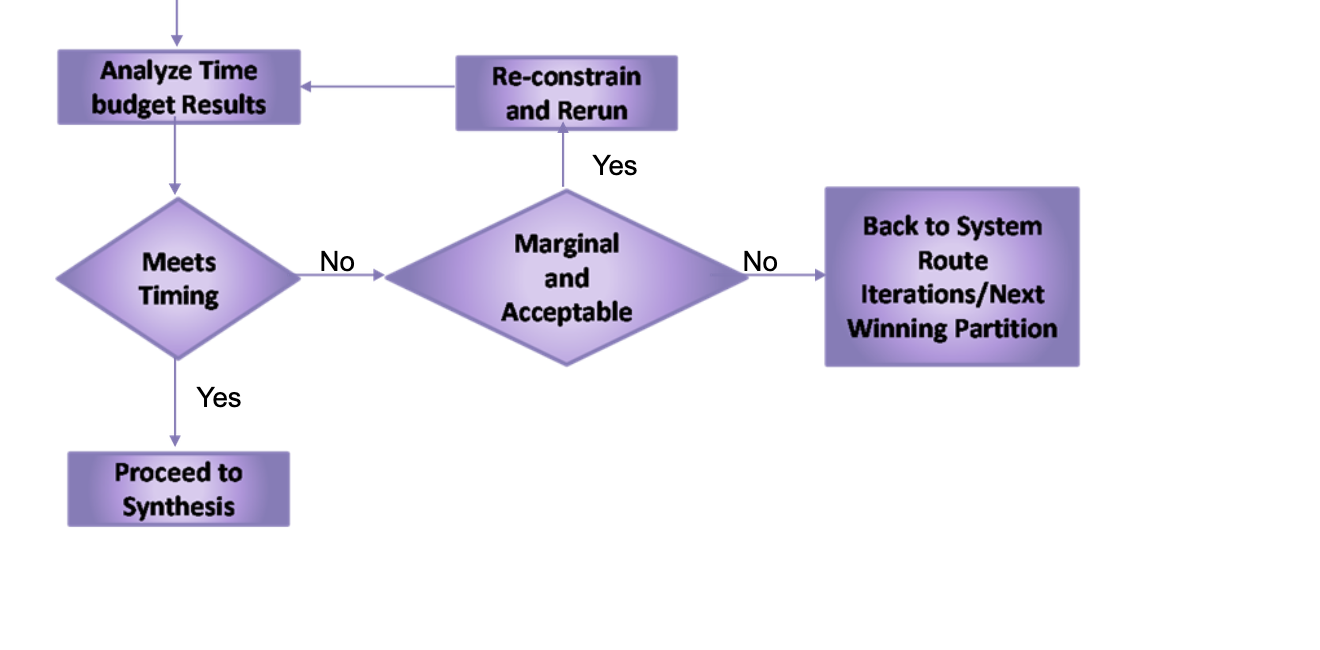 Analyze Time
budget Results
Re-constrain
and Rerun
Yes
Meets
Timing
No
Marginal
and
Acceptable
No
Back to System
Route
Iterations/Next
Winning Partition
Yes
Proceed to
Synthesis